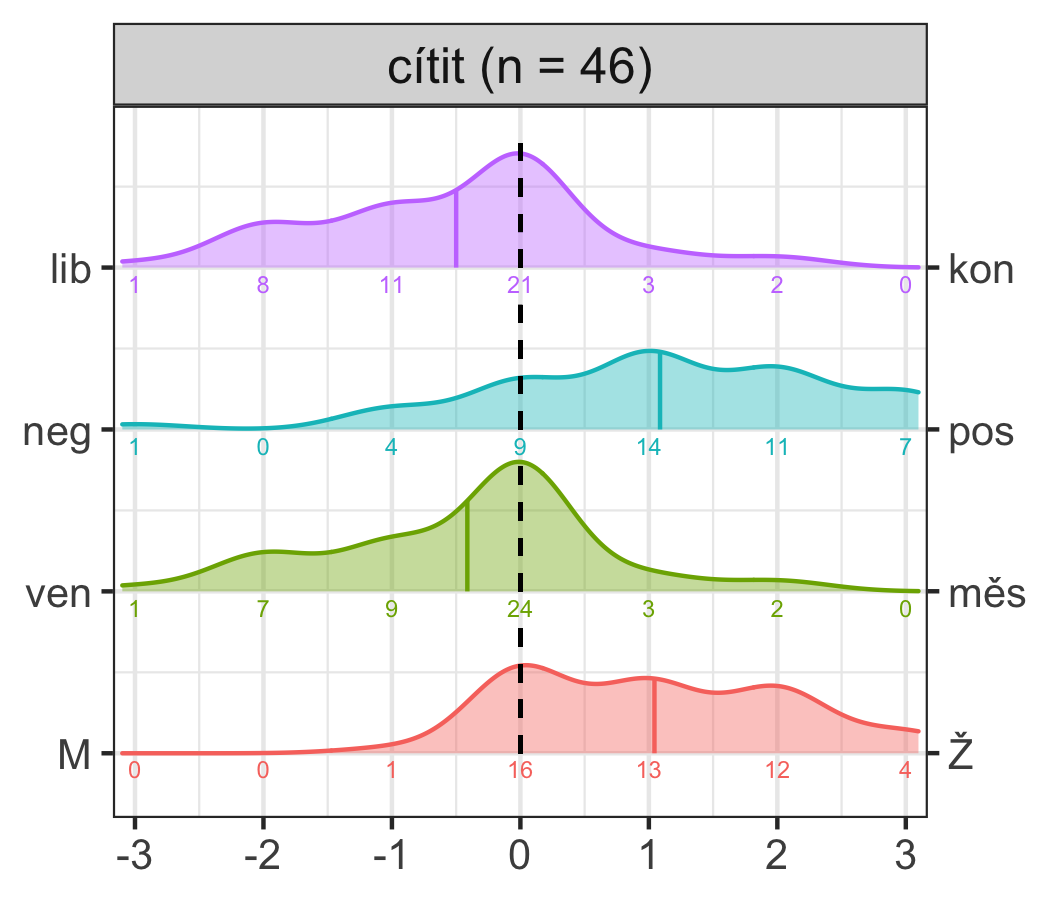 cítit (n = 46)
lib kon
1 8 11 21 3 2 0
neg pos
1 0 4 9 14 11 7
ven měs
1 7 9 24 3 2 0
M Ž
0 0 1 16 13 12 4
-3 -2 -1 0 1 2 3